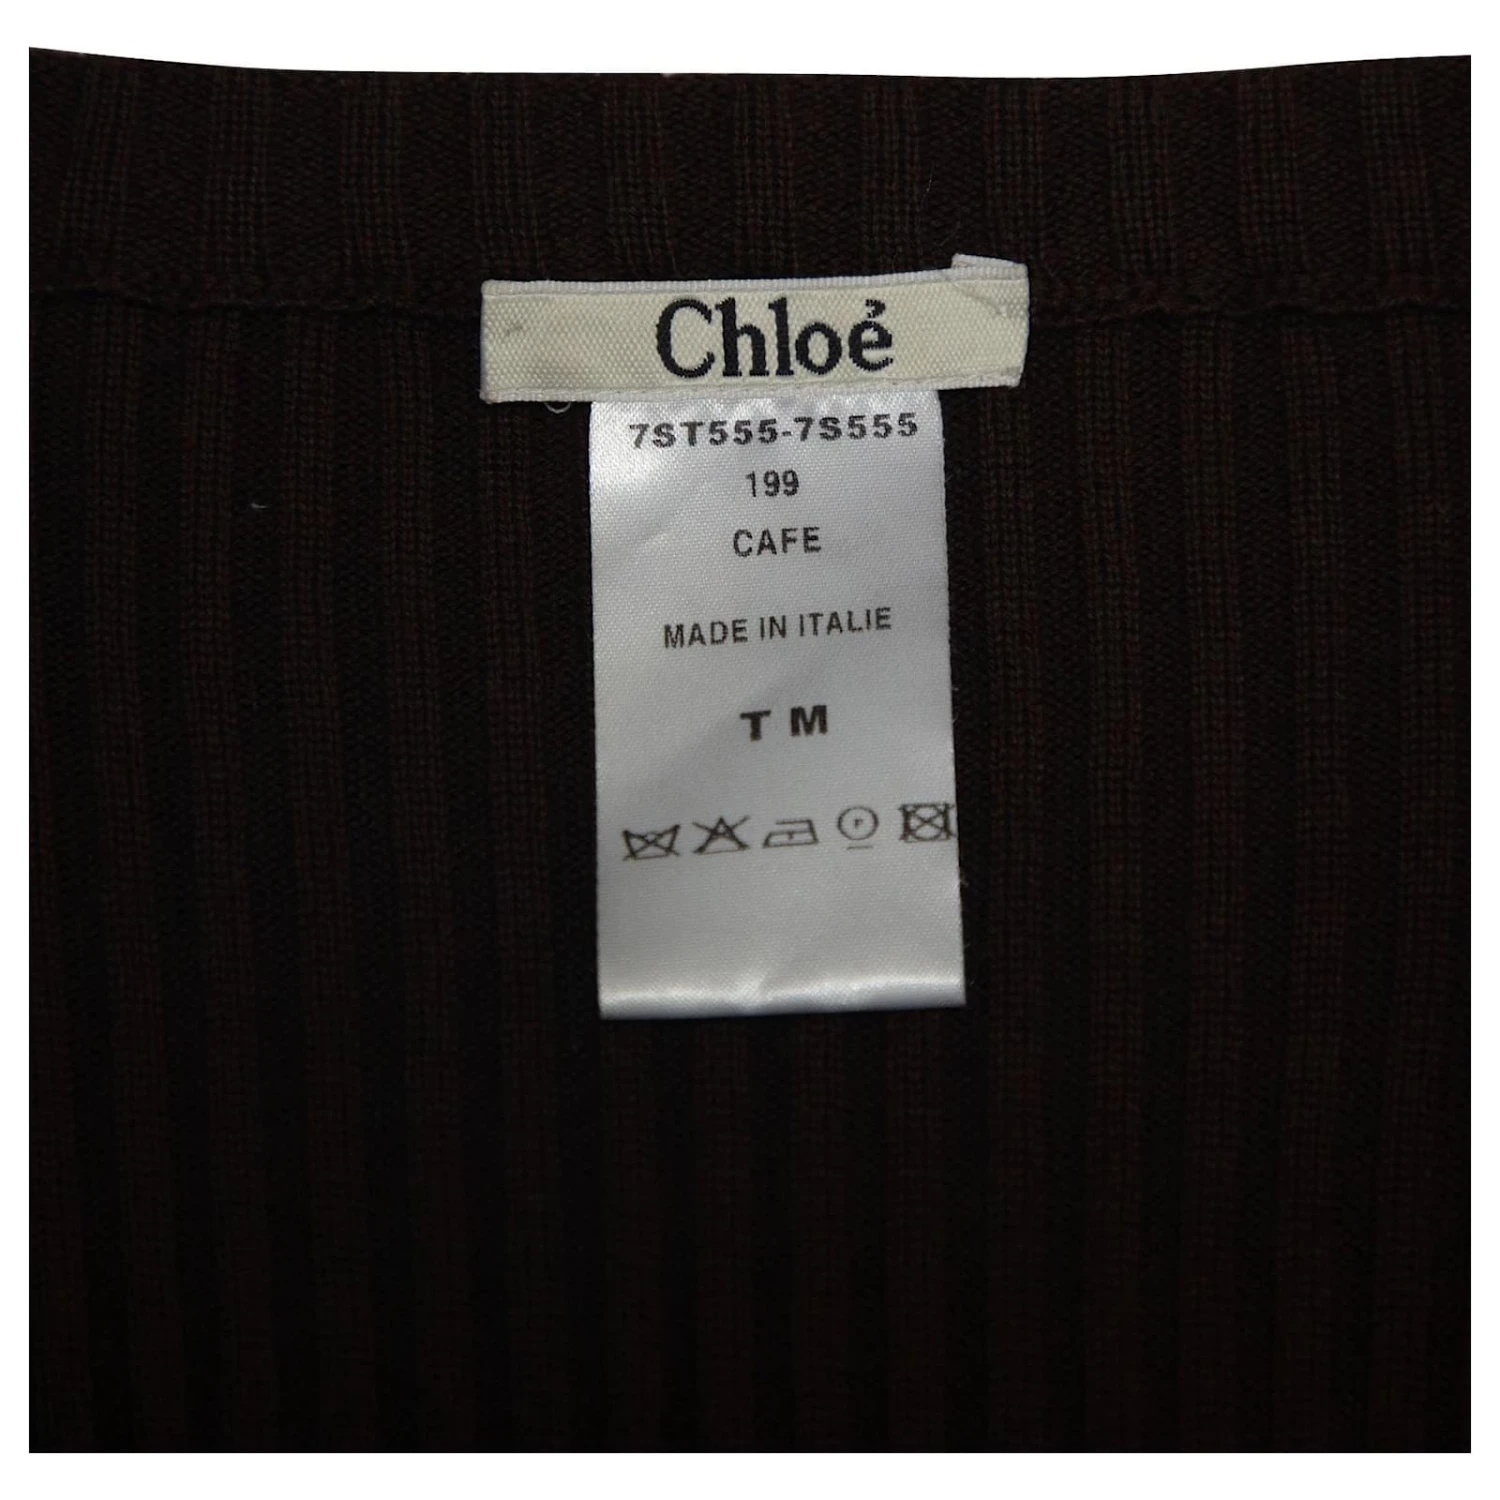 Chloé
7ST555-7S555
199
CAFE
MADE IN ITALIE
T M